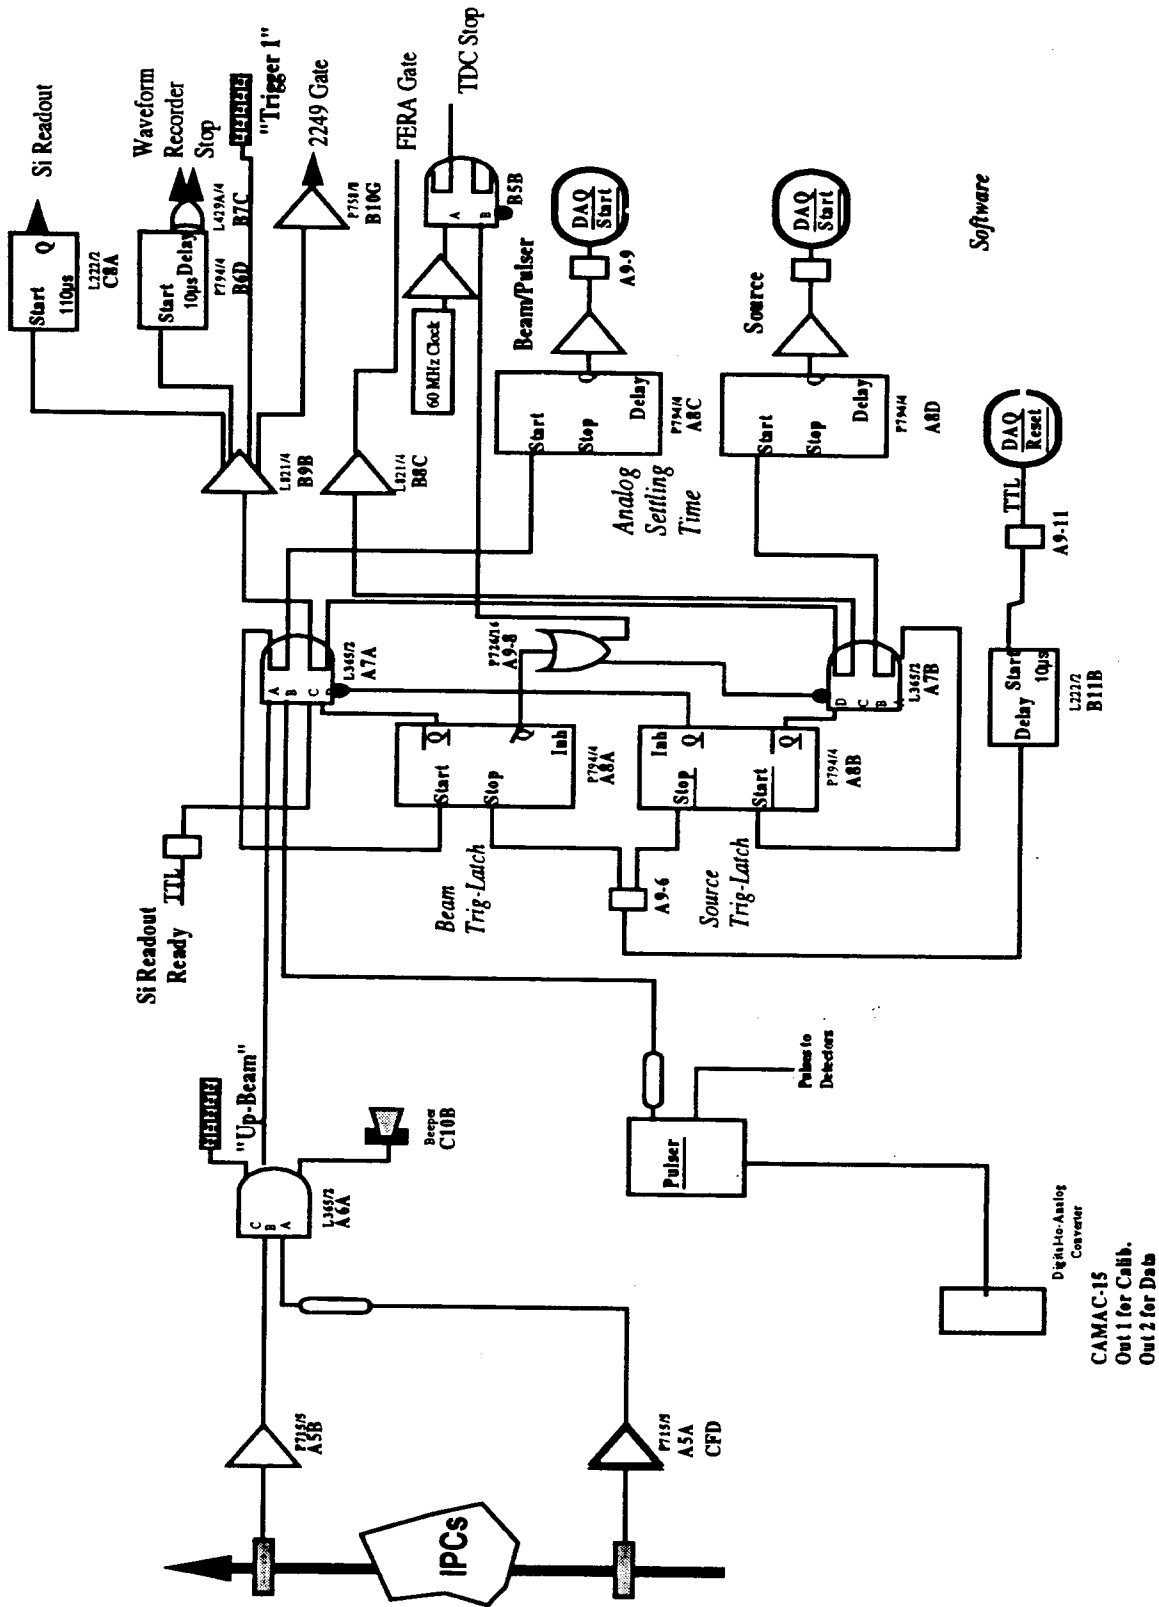 Si Readout
Start
Q
110µs
L222/2
C8A
Waveform
Recorder
Stop
Start
10µs
Delay
L429A/4
B7C
P794/4
B6D
"Trigger 1"
2249 Gate
P758/8
B10G
L821/4
B9B
FERA Gate
L821/4
B8C
TDC Stop
A
B
B5B
60 MHz Clock
Beam/Pulser
DAQ
Start
A9-9
Start
Stop
Q
Delay
P794/4
A8C
Analog
Settling
Time
Source
DAQ
Start
Start
Stop
Q
Delay
P794/4
A8D
Software
DAQ
Reset
TTL
A9-11
Start
10µs
Delay
L222/2
B11B
Si Readout
Ready
TTL
A
B
C
D
L365/2
A7A
P726/16
A9-8
D
C
B
A
L365/2
A7B
Start
Stop
Q
Q
Inh
P794/4
A8A
Beam
Trig-Latch
Inh
Q
Q
Stop
Start
P794/4
A8B
Source
Trig-Latch
A9-6
"Up-Beam"
C
B
A
L365/2
A6A
Beeper
C10B
Pulser
Pulses to
Detectors
Digital-to-Analog
Converter
CAMAC-15
Out 1 for Calib.
Out 2 for Data
P715/5
A5B
P715/5
A5A
CFD
IPCs